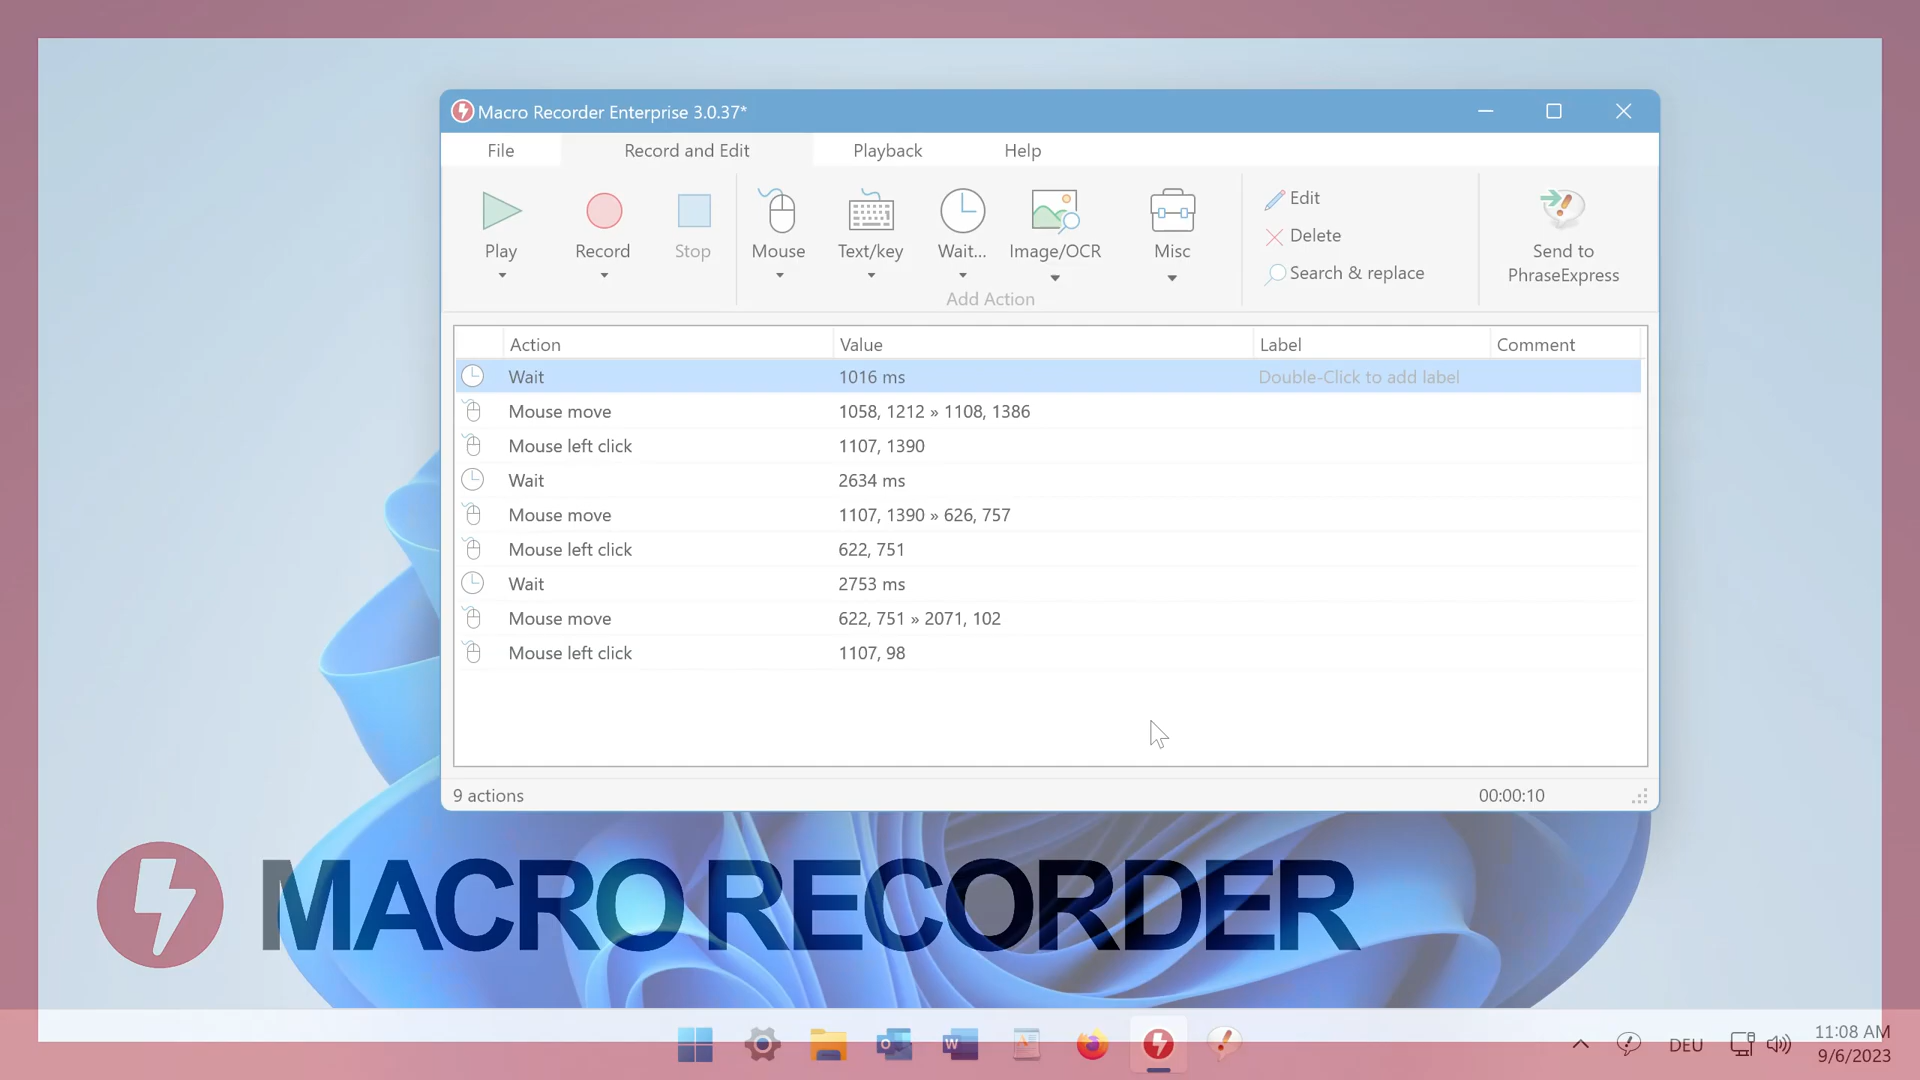 Macro Recorder Enterprise 3.0.37*
File Record and Edit Playback Help
Play Record Stop Mouse Text/key Wait... Image/OCR Misc
Add Action
Edit
Delete
Search & replace
Send to
PhraseExpress
Action Value Label Comment
Wait 1016 ms Double-Click to add label
Mouse move 1058, 1212 » 1108, 1386
Mouse left click 1107, 1390
Wait 2634 ms
Mouse move 1107, 1390 » 626, 757
Mouse left click 622, 751
Wait 2753 ms
Mouse move 622, 751 » 2071, 102
Mouse left click 1107, 98
9 actions 00:00:10
MACRO RECORDER
O W DEU 11:08 AM
9/6/2023